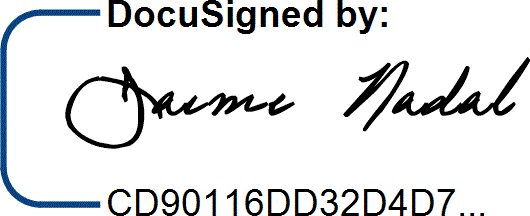 DocuSigned by:
Jaime Nadal
CD90116DD32D4D7...